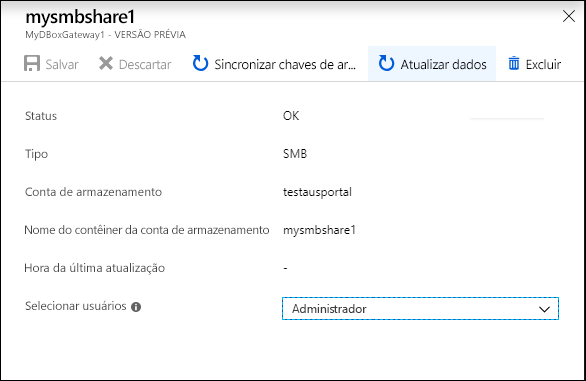 mysmbshare1
MyDBoxGateway1 - VERSÃO PRÉVIA
Salvar Descartar Sincronizar chaves de ar... Atualizar dados Excluir
Status OK
Tipo SMB
Conta de armazenamento testausportal
Nome do contêiner da conta de armazenamento mysmbshare1
Hora da última atualização -
Selecionar usuários Administrador